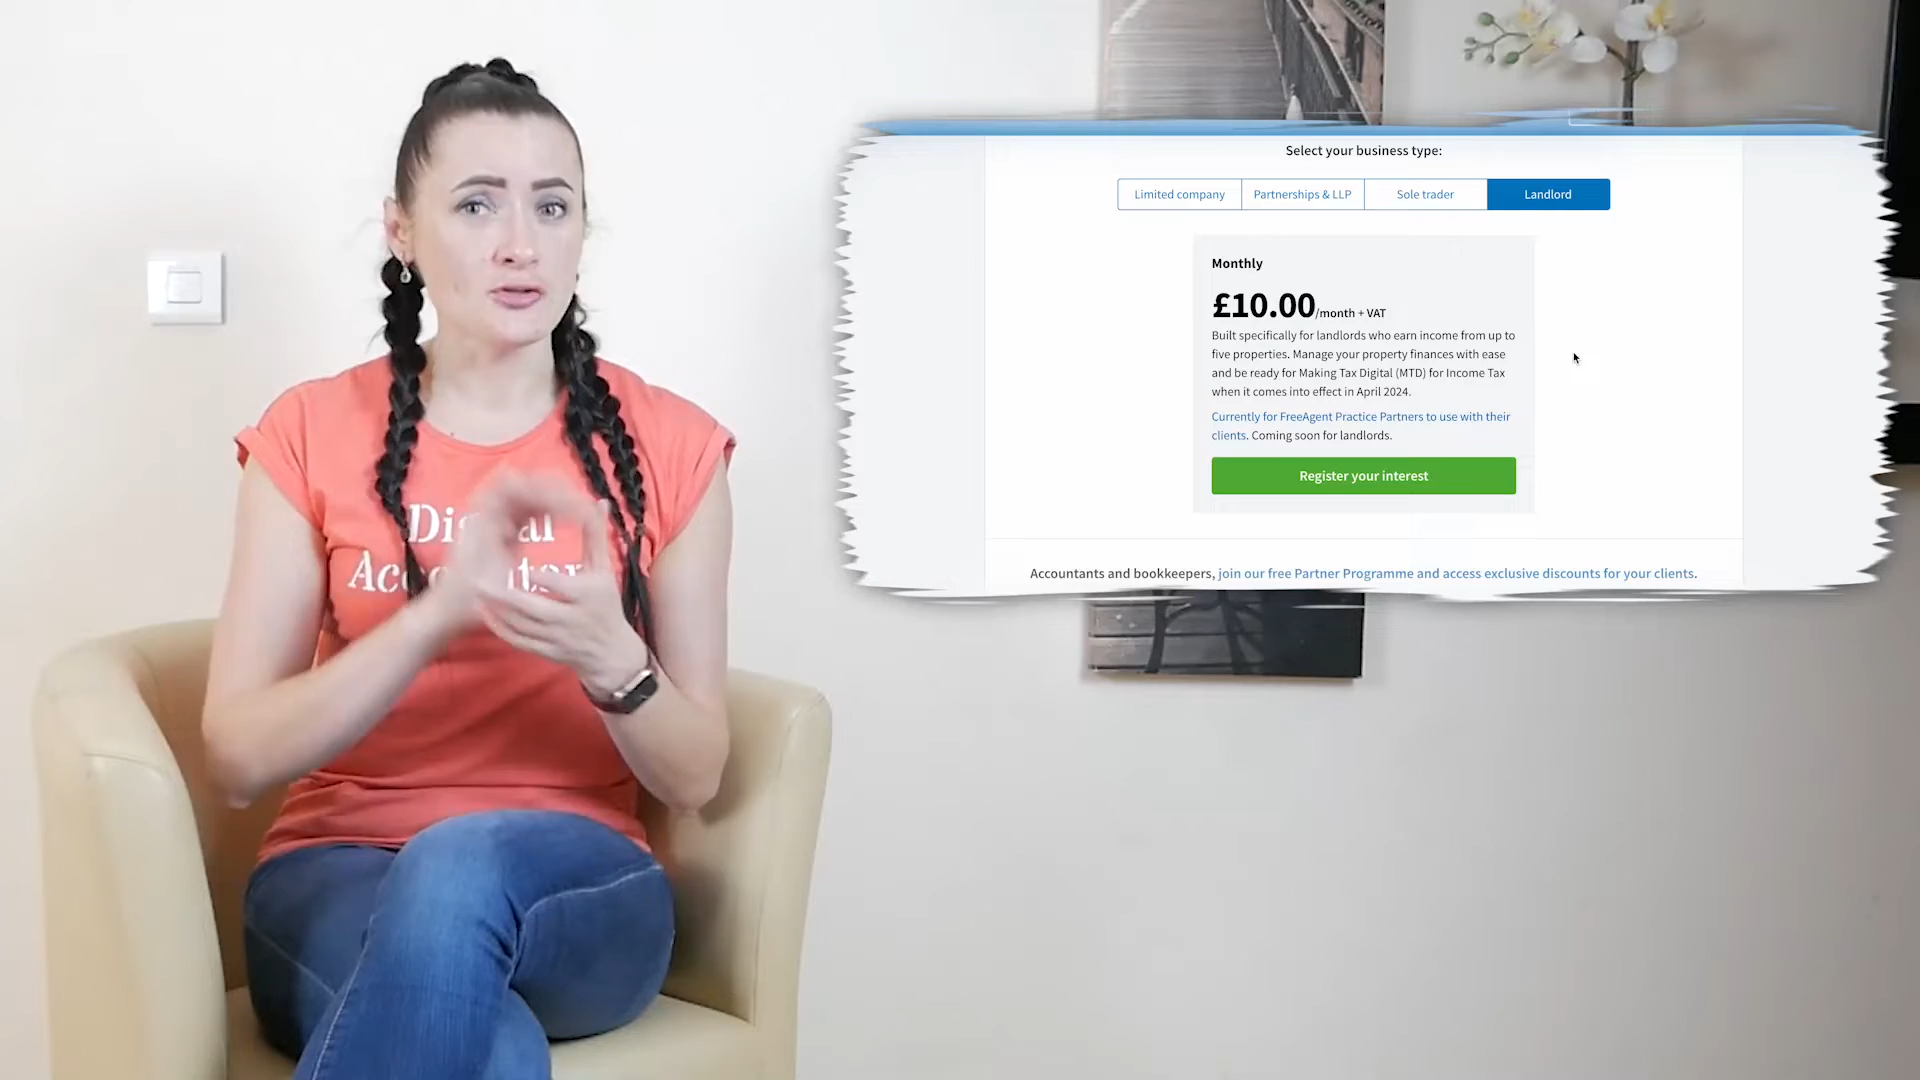 Select your business type:
Limited company Partnerships & LLP Sole trader Landlord
Monthly
£10.00/month + VAT
Built specifically for landlords who earn income from up to
five properties. Manage your property finances with ease
and be ready for Making Tax Digital (MTD) for Income Tax
when it comes into effect in April 2024.
Currently for FreeAgent Practice Partners to use with their
clients. Coming soon for landlords.
Register your interest
Accountants and bookkeepers, join our free Partner Programme and access exclusive discounts for your clients.